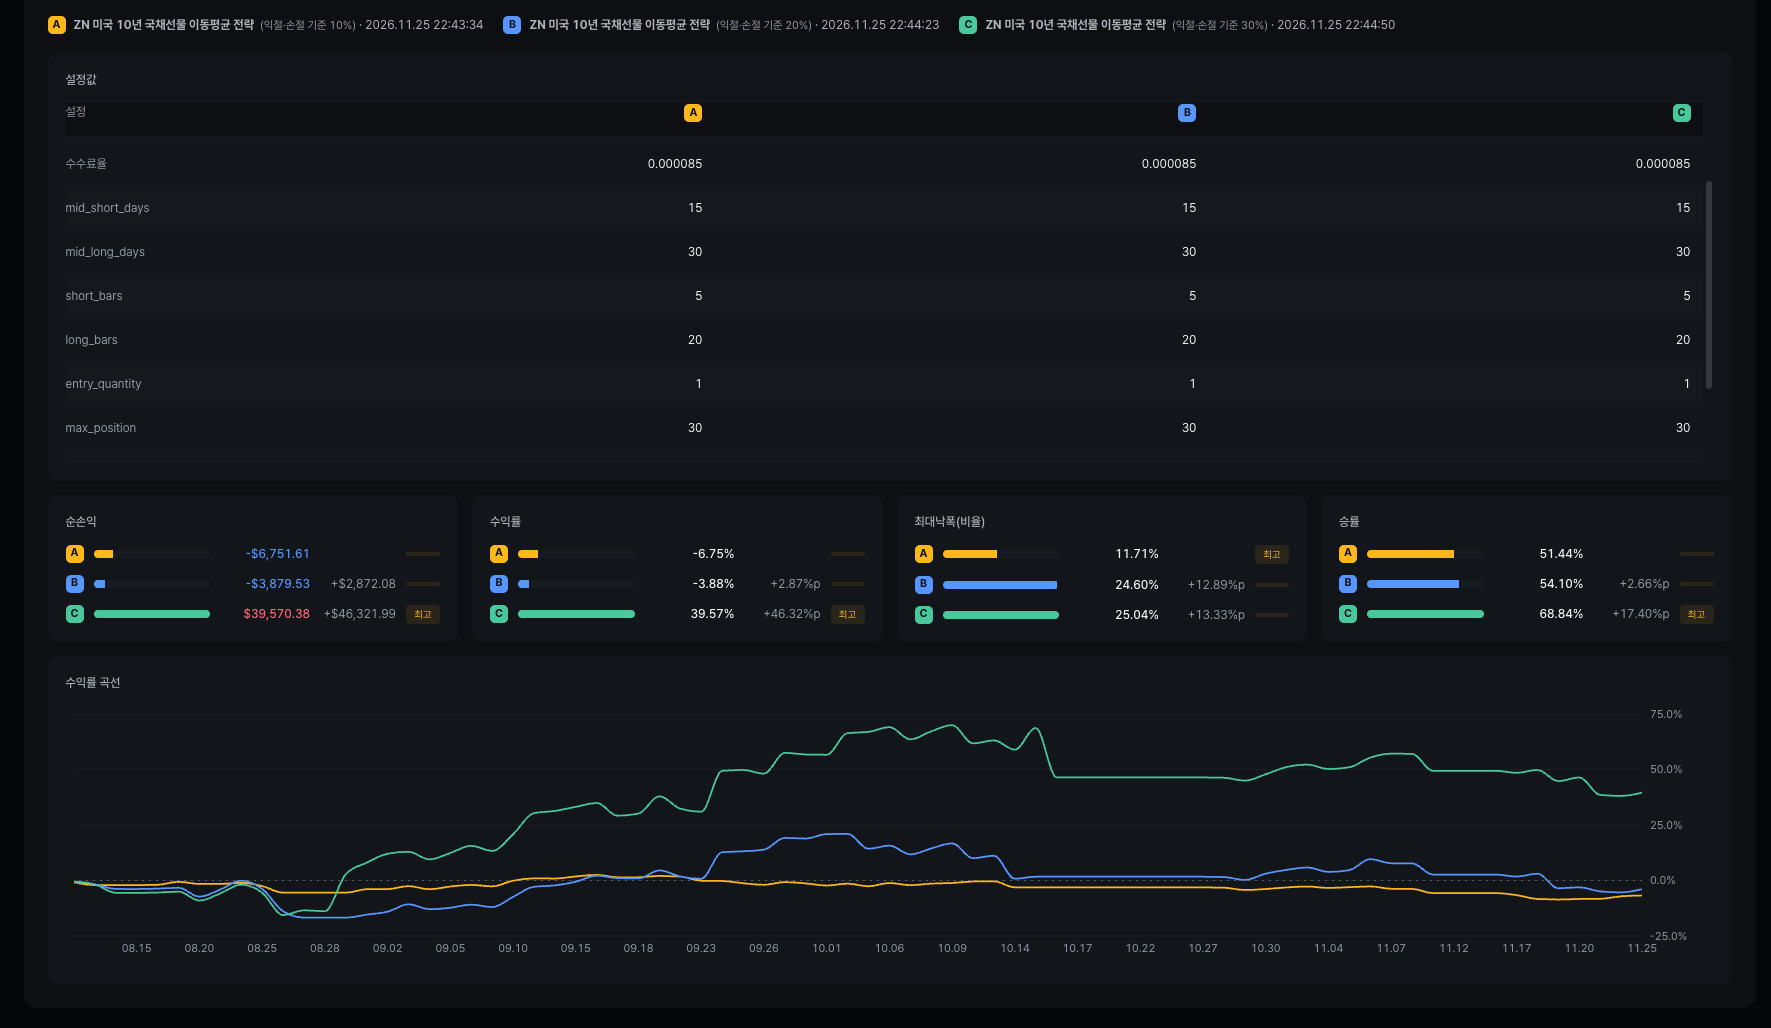 A ZN 미국 10년 국채선물 이동평균 전략 (익절·손절 기준 10%) · 2026.11.25 22:43:34 B ZN 미국 10년 국채선물 이동평균 전략 (익절·손절 기준 20%) · 2026.11.25 22:44:23 C ZN 미국 10년 국채선물 이동평균 전략 (익절·손절 기준 30%) · 2026.11.25 22:44:50
설정값
설정 A B C
수수료율 0.000085 0.000085 0.000085
mid_short_days 15 15 15
mid_long_days 30 30 30
short_bars 5 5 5
long_bars 20 20 20
entry_quantity 1 1 1
max_position 30 30 30
순손익
A -$6,751.61
B -$3,879.53 +$2,872.08
C $39,570.38 +$46,321.99 최고
수익률
A -6.75%
B -3.88% +2.87%p
C 39.57% +46.32%p 최고
최대낙폭(비율)
A 11.71% 최고
B 24.60% +12.89%p
C 25.04% +13.33%p
승률
A 51.44%
B 54.10% +2.66%p
C 68.84% +17.40%p 최고
수익률 곡선
75.0%
50.0%
25.0%
0.0%
-25.0%
08.15 08.20 08.25 08.28 09.02 09.05 09.10 09.15 09.18 09.23 09.26 10.01 10.06 10.09 10.14 10.17 10.22 10.27 10.30 11.04 11.07 11.12 11.17 11.20 11.25